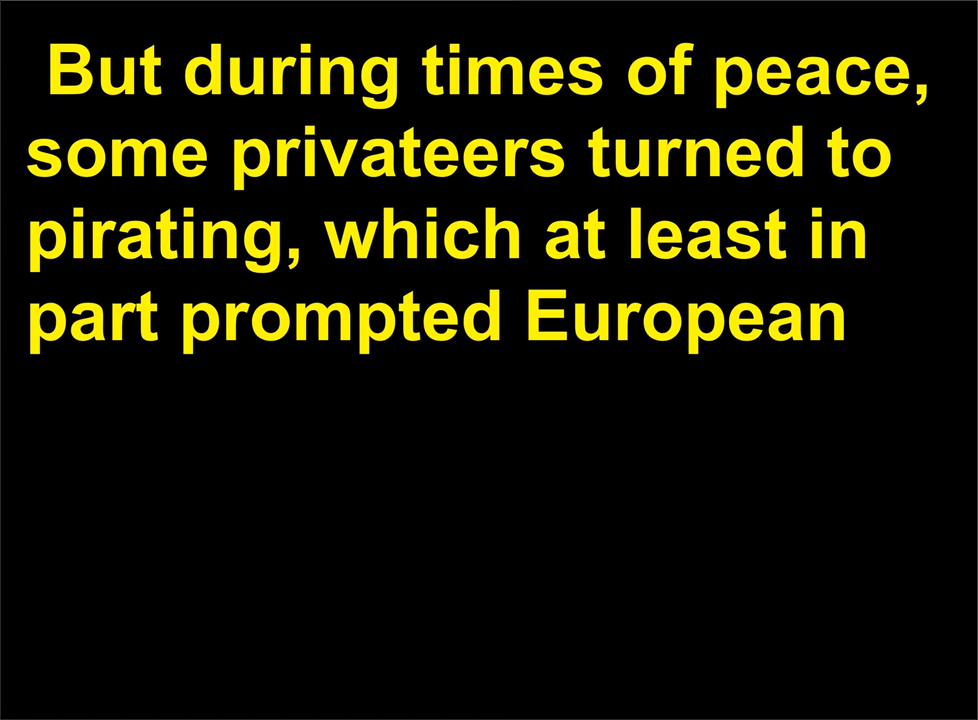 But during times of peace,
some privateers turned to
pirating, which at least in
part prompted European